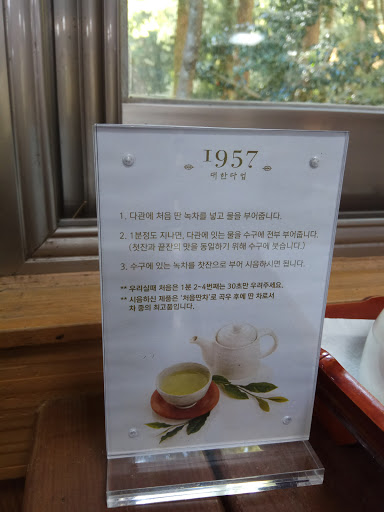 1957
대한다업
1. 다관에 처음 딴 녹차를 넣고 물을 부어줍니다.
2. 1분정도 지나면, 다관에 있는 물을 수구에 전부 부어줍니다.
(첫잔과 끝잔의 맛을 동일하기 위해 수구에 붓습니다.)
3. 수구에 있는 녹차를 찻잔으로 부어 시음하시면 됩니다.
** 우리실때 처음은 1분 2~4번째는 30초만 우려주세요.
** 시음하신 제품은 '처음딴차'로 곡우 후에 딴 차로서
차 중의 최고품입니다.